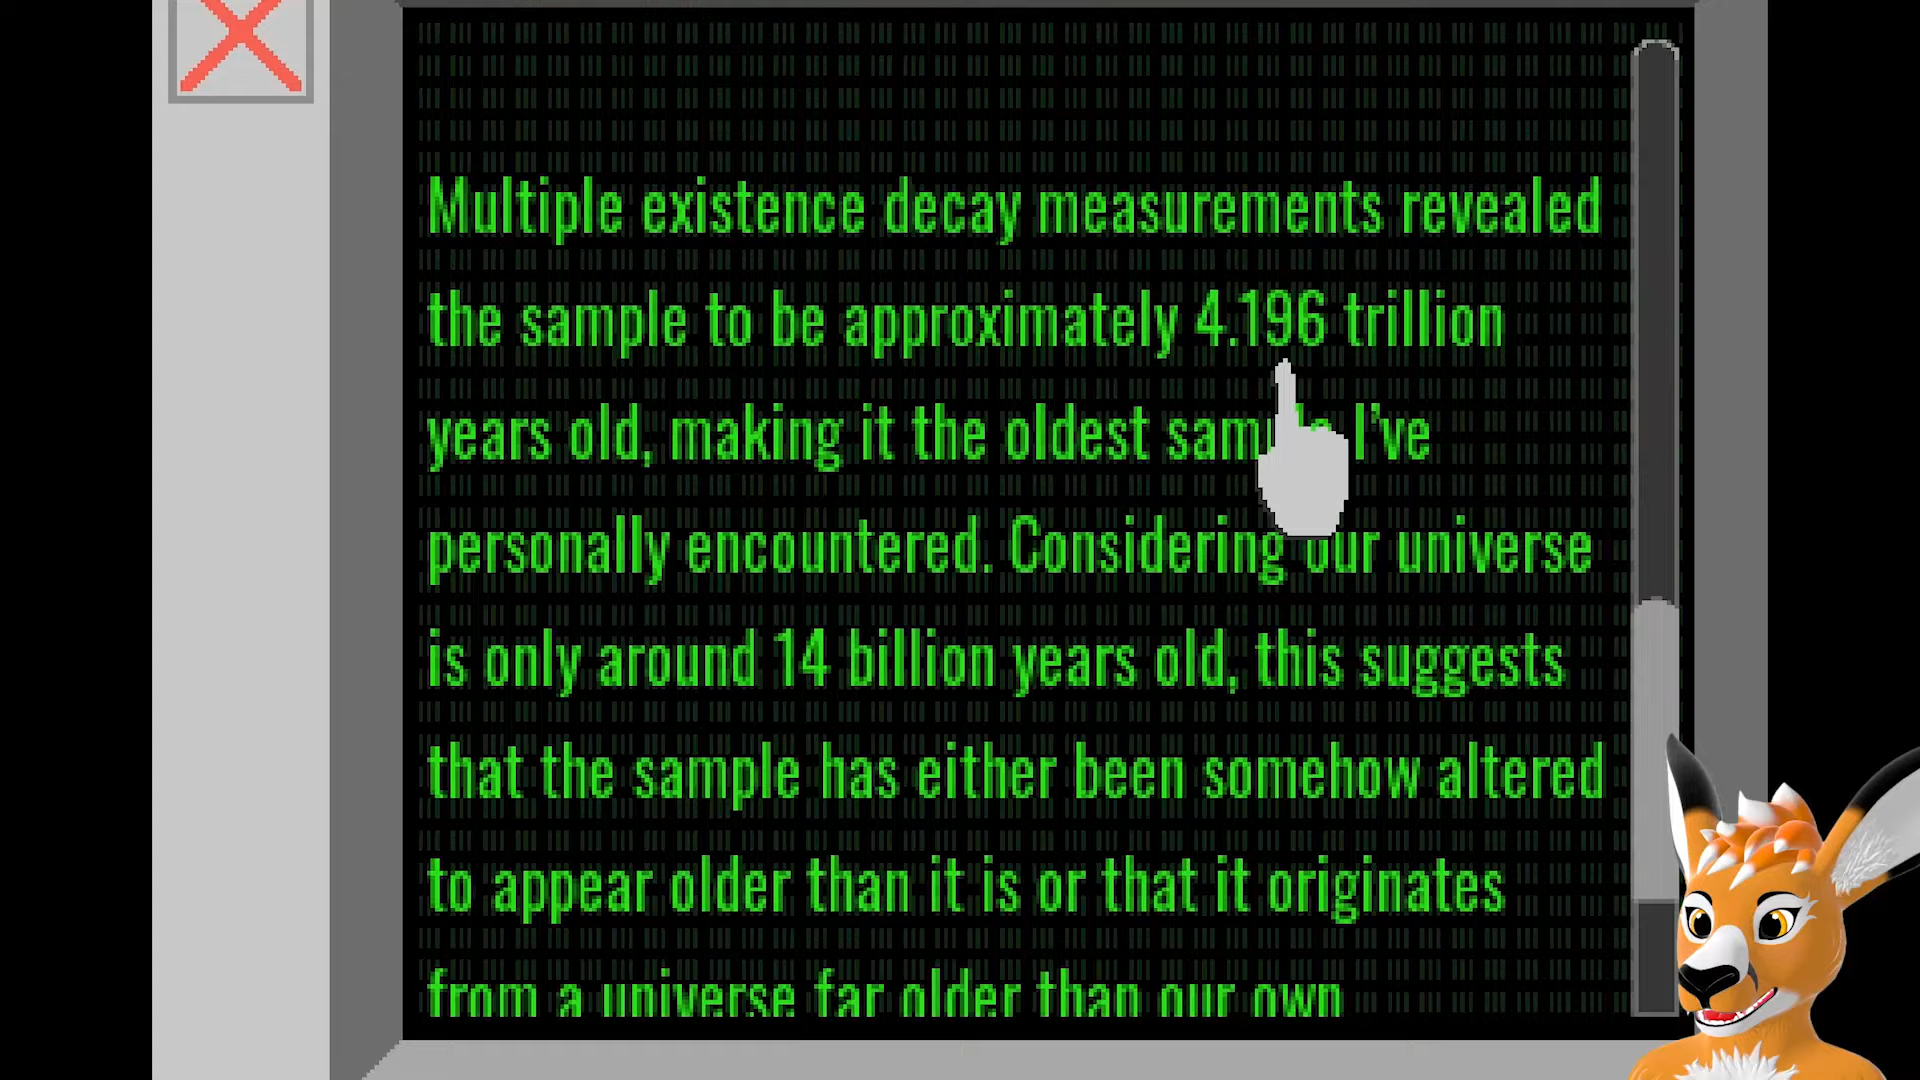 Multiple existence decay measurements revealed
the sample to be approximately 4.196 trillion
years old, making it the oldest sample I've
personally encountered. Considering our universe
is only around 14 billion years old, this suggests
that the sample has either been somehow altered
to appear older than it is or that it originates
from a universe far older than our own